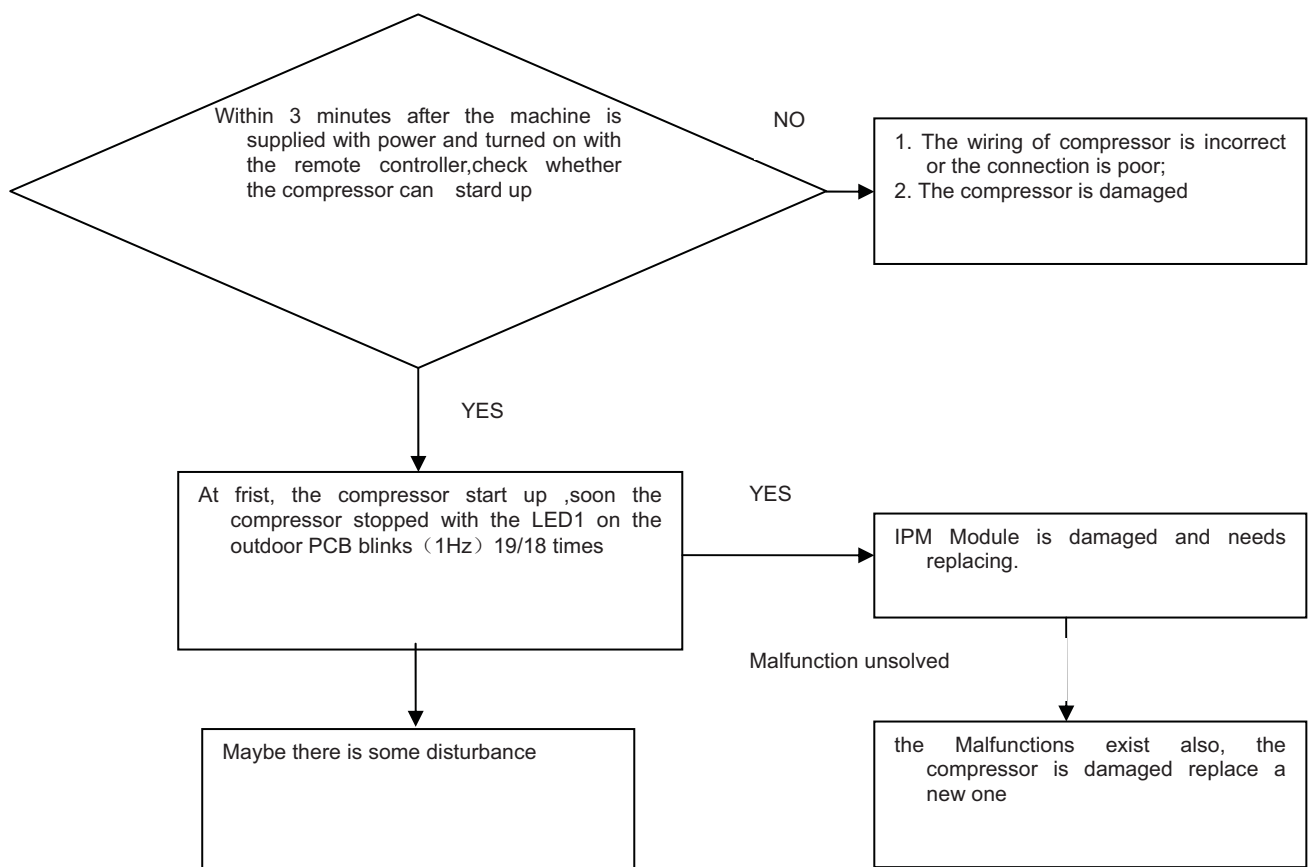 Within 3 minutes after the machine is
supplied with power and turned on with
the remote controller,check whether
the compressor can stard up
NO
1. The wiring of compressor is incorrect
or the connection is poor;
2. The compressor is damaged
YES
At frist, the compressor start up ,soon the
compressor stopped with the LED1 on the
outdoor PCB blinks（1Hz）19/18 times
YES
IPM Module is damaged and needs
replacing.
Malfunction unsolved
Maybe there is some disturbance
the Malfunctions exist also, the
compressor is damaged replace a
new one